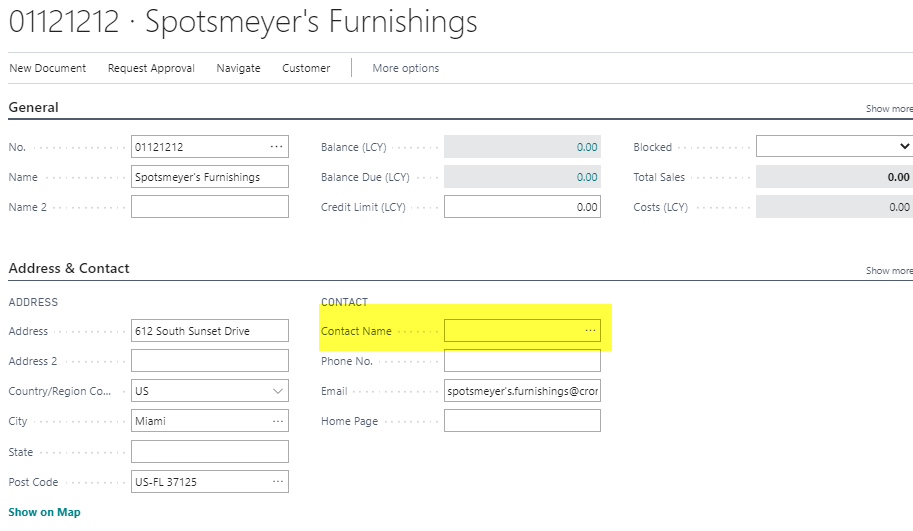 01121212 · Spotsmeyer's Furnishings
New Document Request Approval Navigate Customer More options
General Show more
No. 01121212 ··· Balance (LCY) 0.00 Blocked
Name Spotsmeyer's Furnishings Balance Due (LCY) 0.00 Total Sales 0.00
Name 2 Credit Limit (LCY) 0.00 Costs (LCY) 0.00
Address & Contact Show more
ADDRESS CONTACT
Address 612 South Sunset Drive Contact Name ···
Address 2 Phone No.
Country/Region Co... US Email spotsmeyer's.furnishings@cror
City Miami ··· Home Page
State
Post Code US-FL 37125 ···
Show on Map